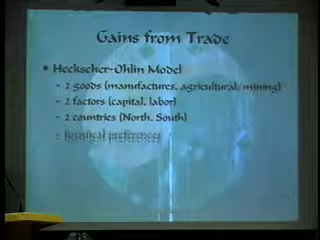 Gains from Trade
• Heckscher-Ohlin Model
– 2 goods (manufactures, agricultural/mining)
– 2 factors (capital, labor)
– 2 countries (North, South)
– Identical preferences